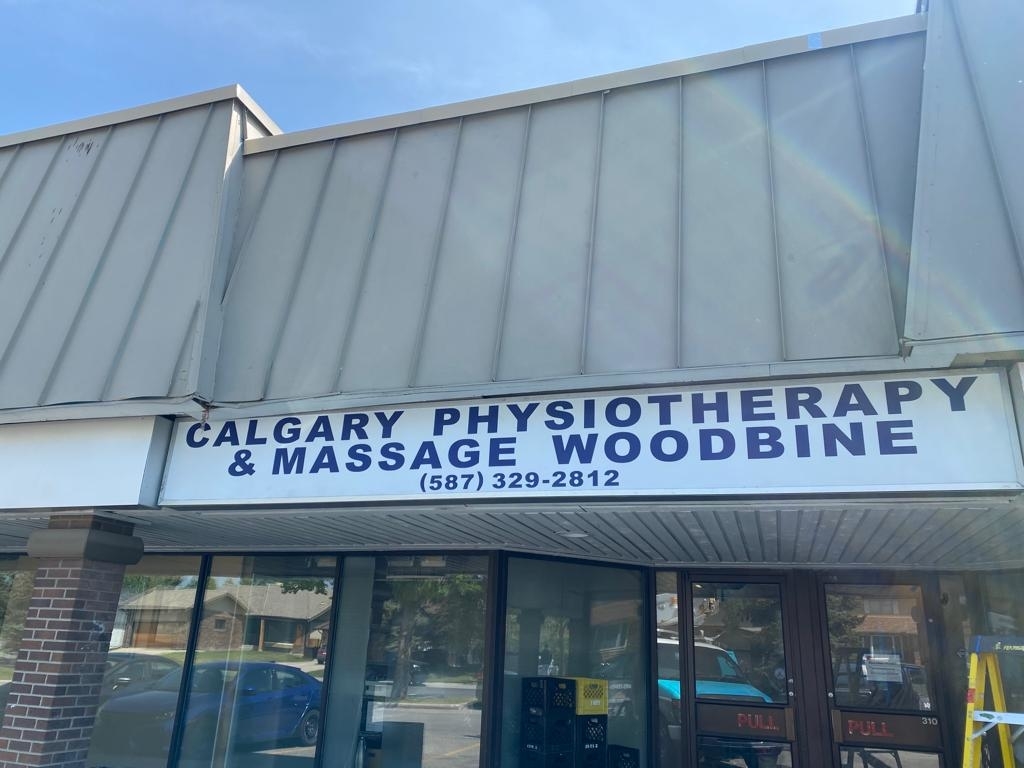 CALGARY PHYSIOTHERAPY
& MASSAGE WOODBINE
(587) 329-2812
PULL
PULL
310